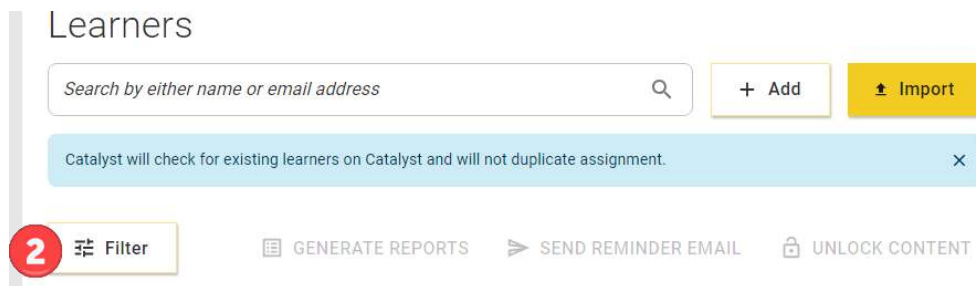 Learners
Search by either name or email address
+ Add
Import
Catalyst will check for existing learners on Catalyst and will not duplicate assignment.
2
Filter
GENERATE REPORTS
SEND REMINDER EMAIL
UNLOCK CONTENT